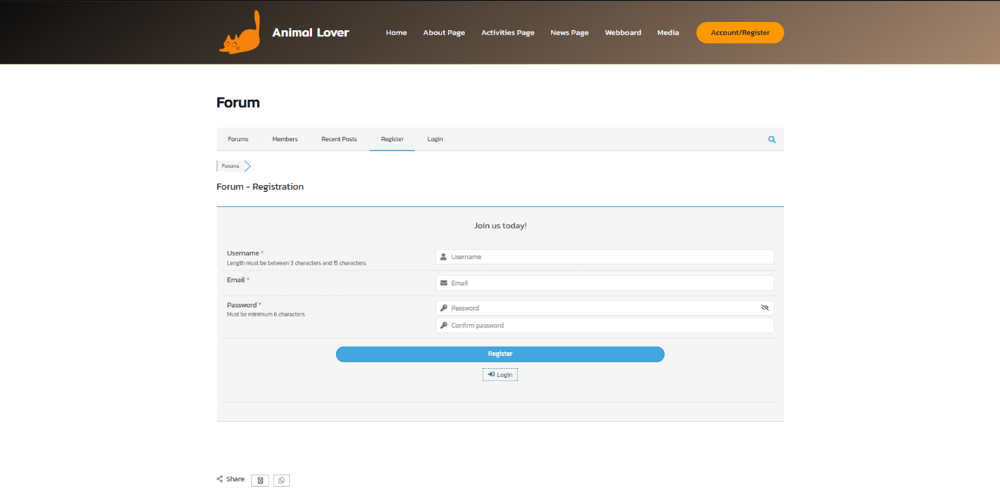 Animal Lover
Home About Page Activities Page News Page Webboard Media Account/Register
Forum
Forums Members Recent Posts Register Login
Forums
Forum - Registration
Join us today!
Username *
Length must be between 3 characters and 15 characters.
Username
Email *
Email
Password *
Must be minimum 6 characters.
Password
Confirm password
Register
Login
Share: